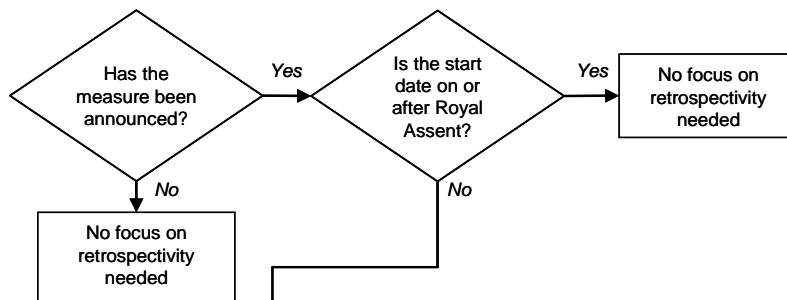 Has the
measure been
announced?
Yes
Is the start
date on or
after Royal
Assent?
Yes
No focus on
retrospectivity
needed
No
No focus on
retrospectivity
needed
No